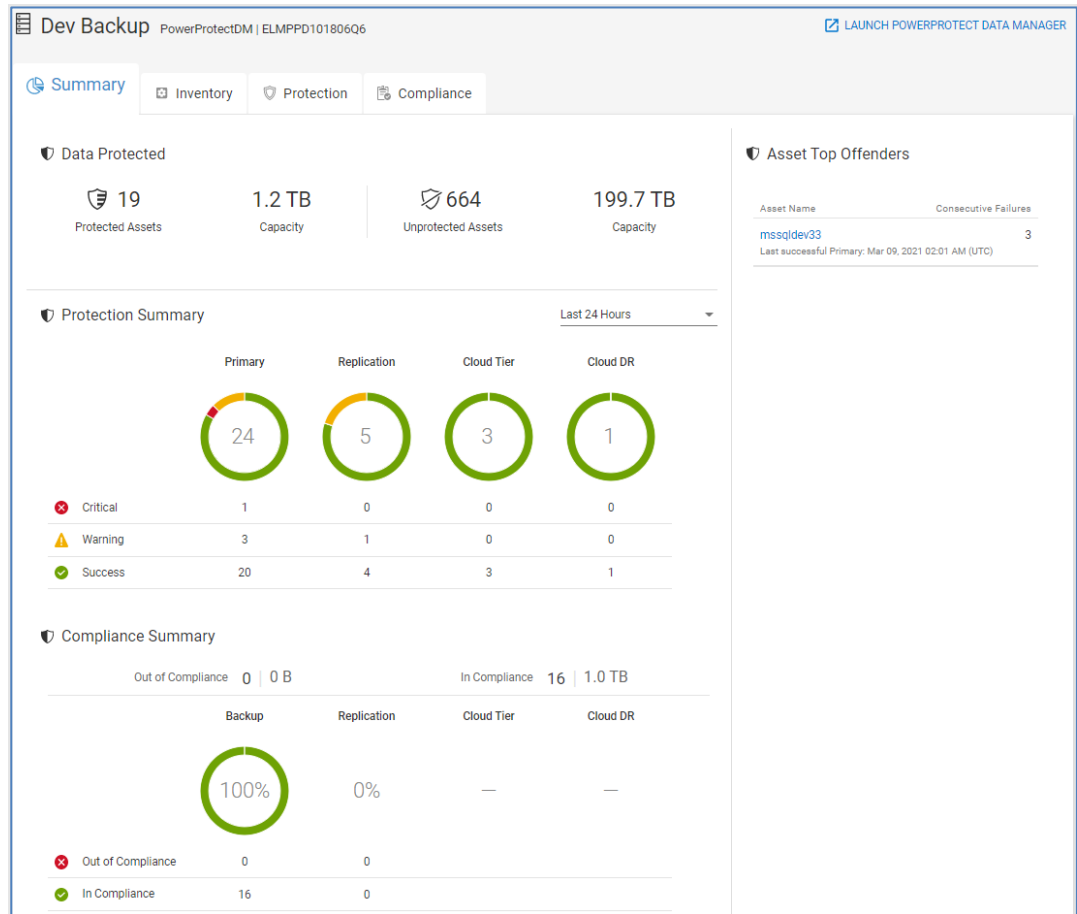 Dev Backup PowerProtectDM | ELMPPD101806Q6
LAUNCH POWERPROTECT DATA MANAGER
Summary Inventory Protection Compliance
Data Protected
19 1.2 TB 664 199.7 TB
Protected Assets Capacity Unprotected Assets Capacity
Asset Top Offenders
Asset Name Consecutive Failures
mssqldev33 3
Last successful Primary: Mar 09, 2021 02:01 AM (UTC)
Protection Summary Last 24 Hours
Primary Replication Cloud Tier Cloud DR
24 5 3 1
Critical 1 0 0 0
Warning 3 1 0 0
Success 20 4 3 1
Compliance Summary
Out of Compliance 0 | 0 B In Compliance 16 | 1.0 TB
Backup Replication Cloud Tier Cloud DR
100% 0% — —
Out of Compliance 0 0
In Compliance 16 0